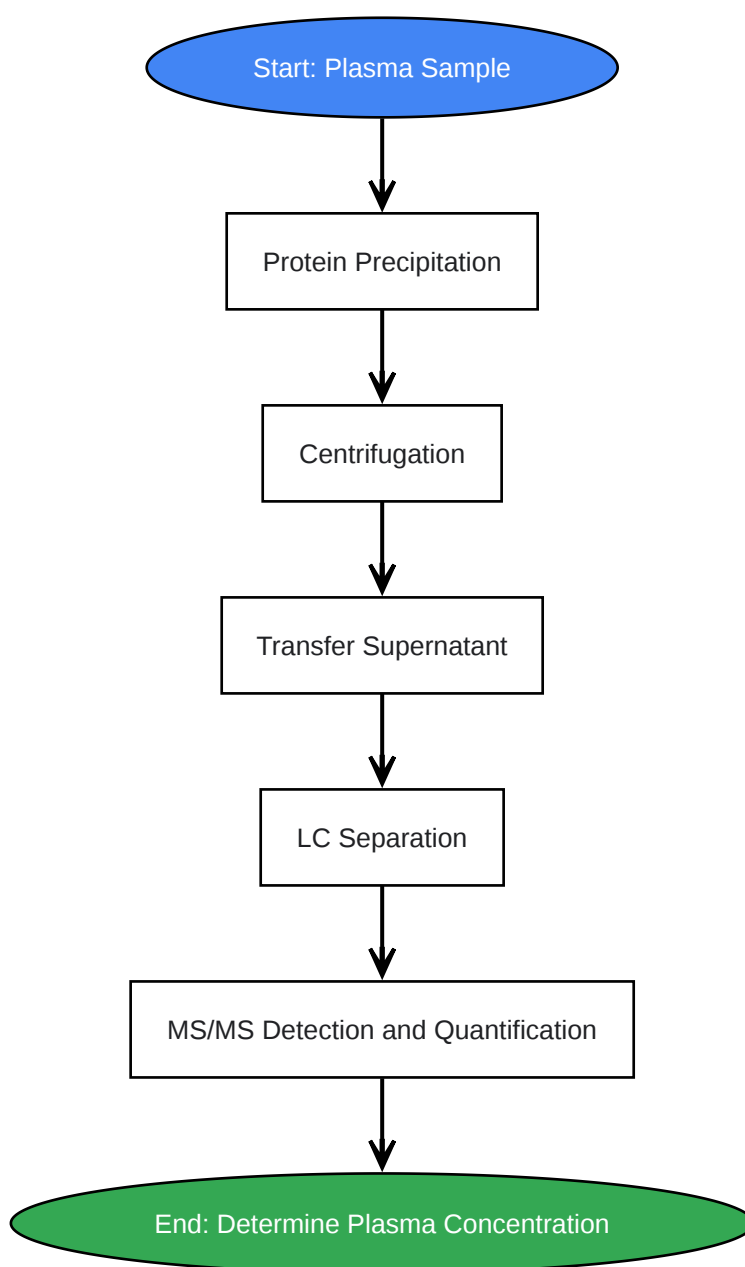 Start: Plasma Sample
Protein Precipitation
Centrifugation
Transfer Supernatant
LC Separation
MS/MS Detection and Quantification
End: Determine Plasma Concentration